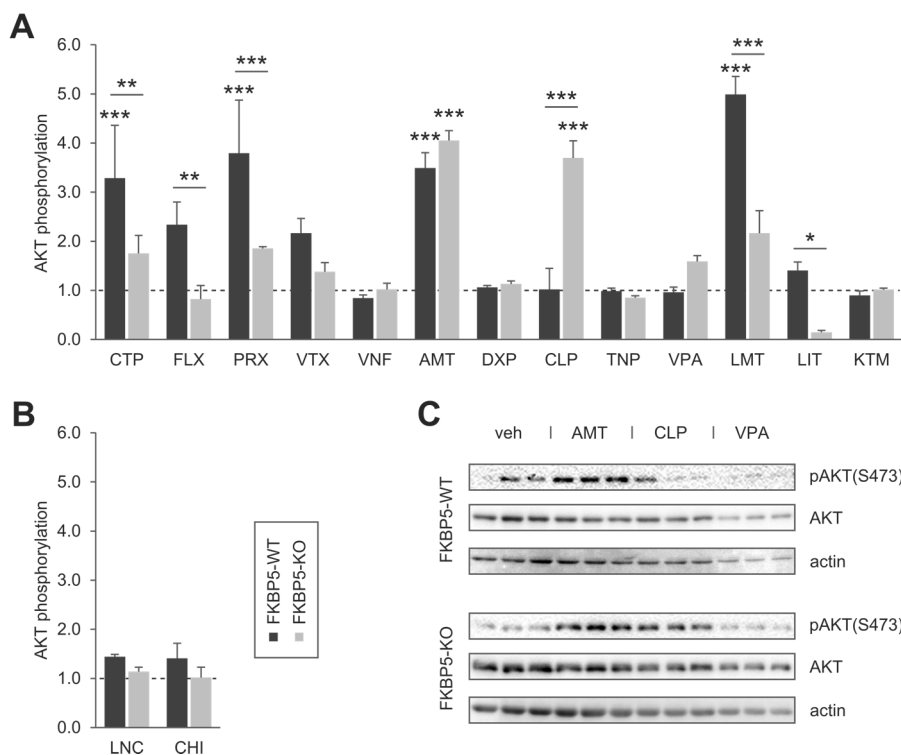 A
AKT phosphorylation
6.0
5.0
4.0
3.0
2.0
1.0
0.0
*** ** ** *** *** *** *** *** *** *** *** *
CTP FLX PRX VTX VNF AMT DXP CLP TNP VPA LMT LIT KTM
B
AKT phosphorylation
6.0
5.0
4.0
3.0
2.0
1.0
0.0
LNC CHI
FKBP5-WT
FKBP5-KO
C
veh | AMT | CLP | VPA
FKBP5-WT
pAKT(S473)
AKT
actin
FKBP5-KO
pAKT(S473)
AKT
actin